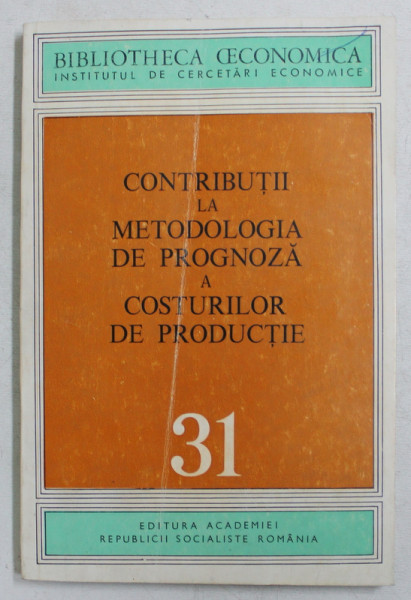 BIBLIOTHECA ŒCONOMICA
INSTITUTUL DE CERCETĂRI ECONOMICE
CONTRIBUȚII
LA
METODOLOGIA
DE PROGNOZĂ
A
COSTURILOR
DE PRODUCȚIE
31
EDITURA ACADEMIEI
REPUBLICII SOCIALISTE ROMÂNIA